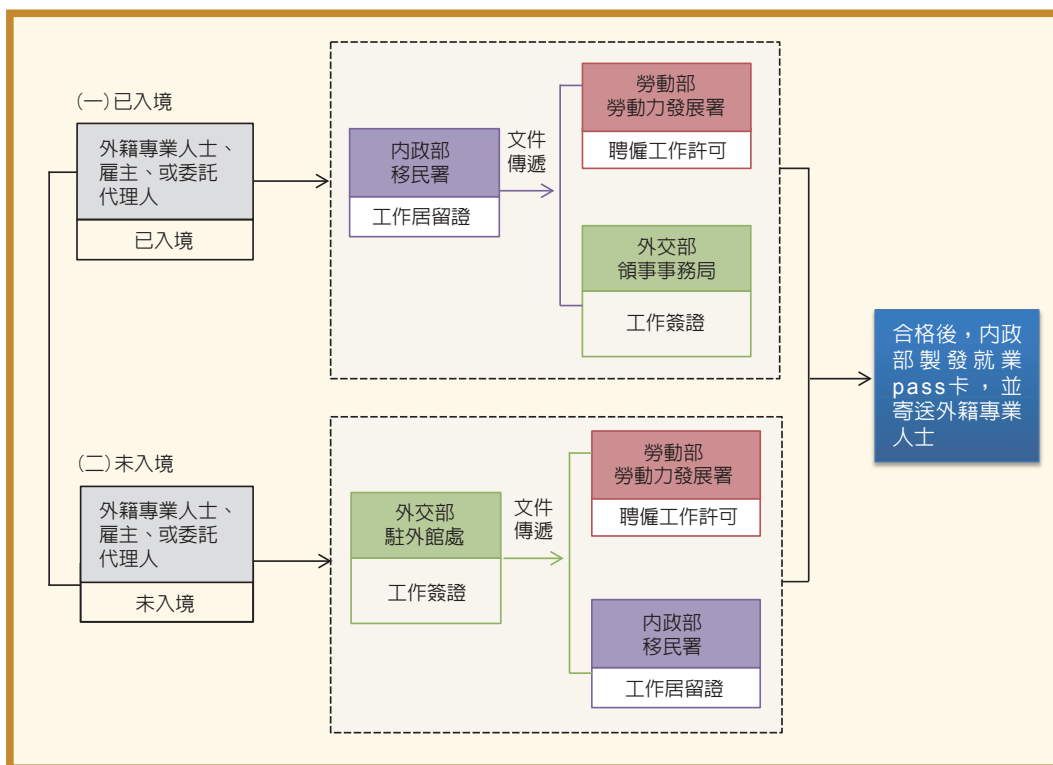 (一)已入境
外籍專業人士、
雇主、或委託
代理人
已入境
內政部
移民署
工作居留證
文件
傳遞
勞動部
勞動力發展署
聘僱工作許可
外交部
領事事務局
工作簽證
(二)未入境
外籍專業人士、
雇主、或委託
代理人
未入境
外交部
駐外館處
工作簽證
文件
傳遞
勞動部
勞動力發展署
聘僱工作許可
內政部
移民署
工作居留證
合格後，內政
部製發就業
pass卡，並
寄送外籍專業
人士